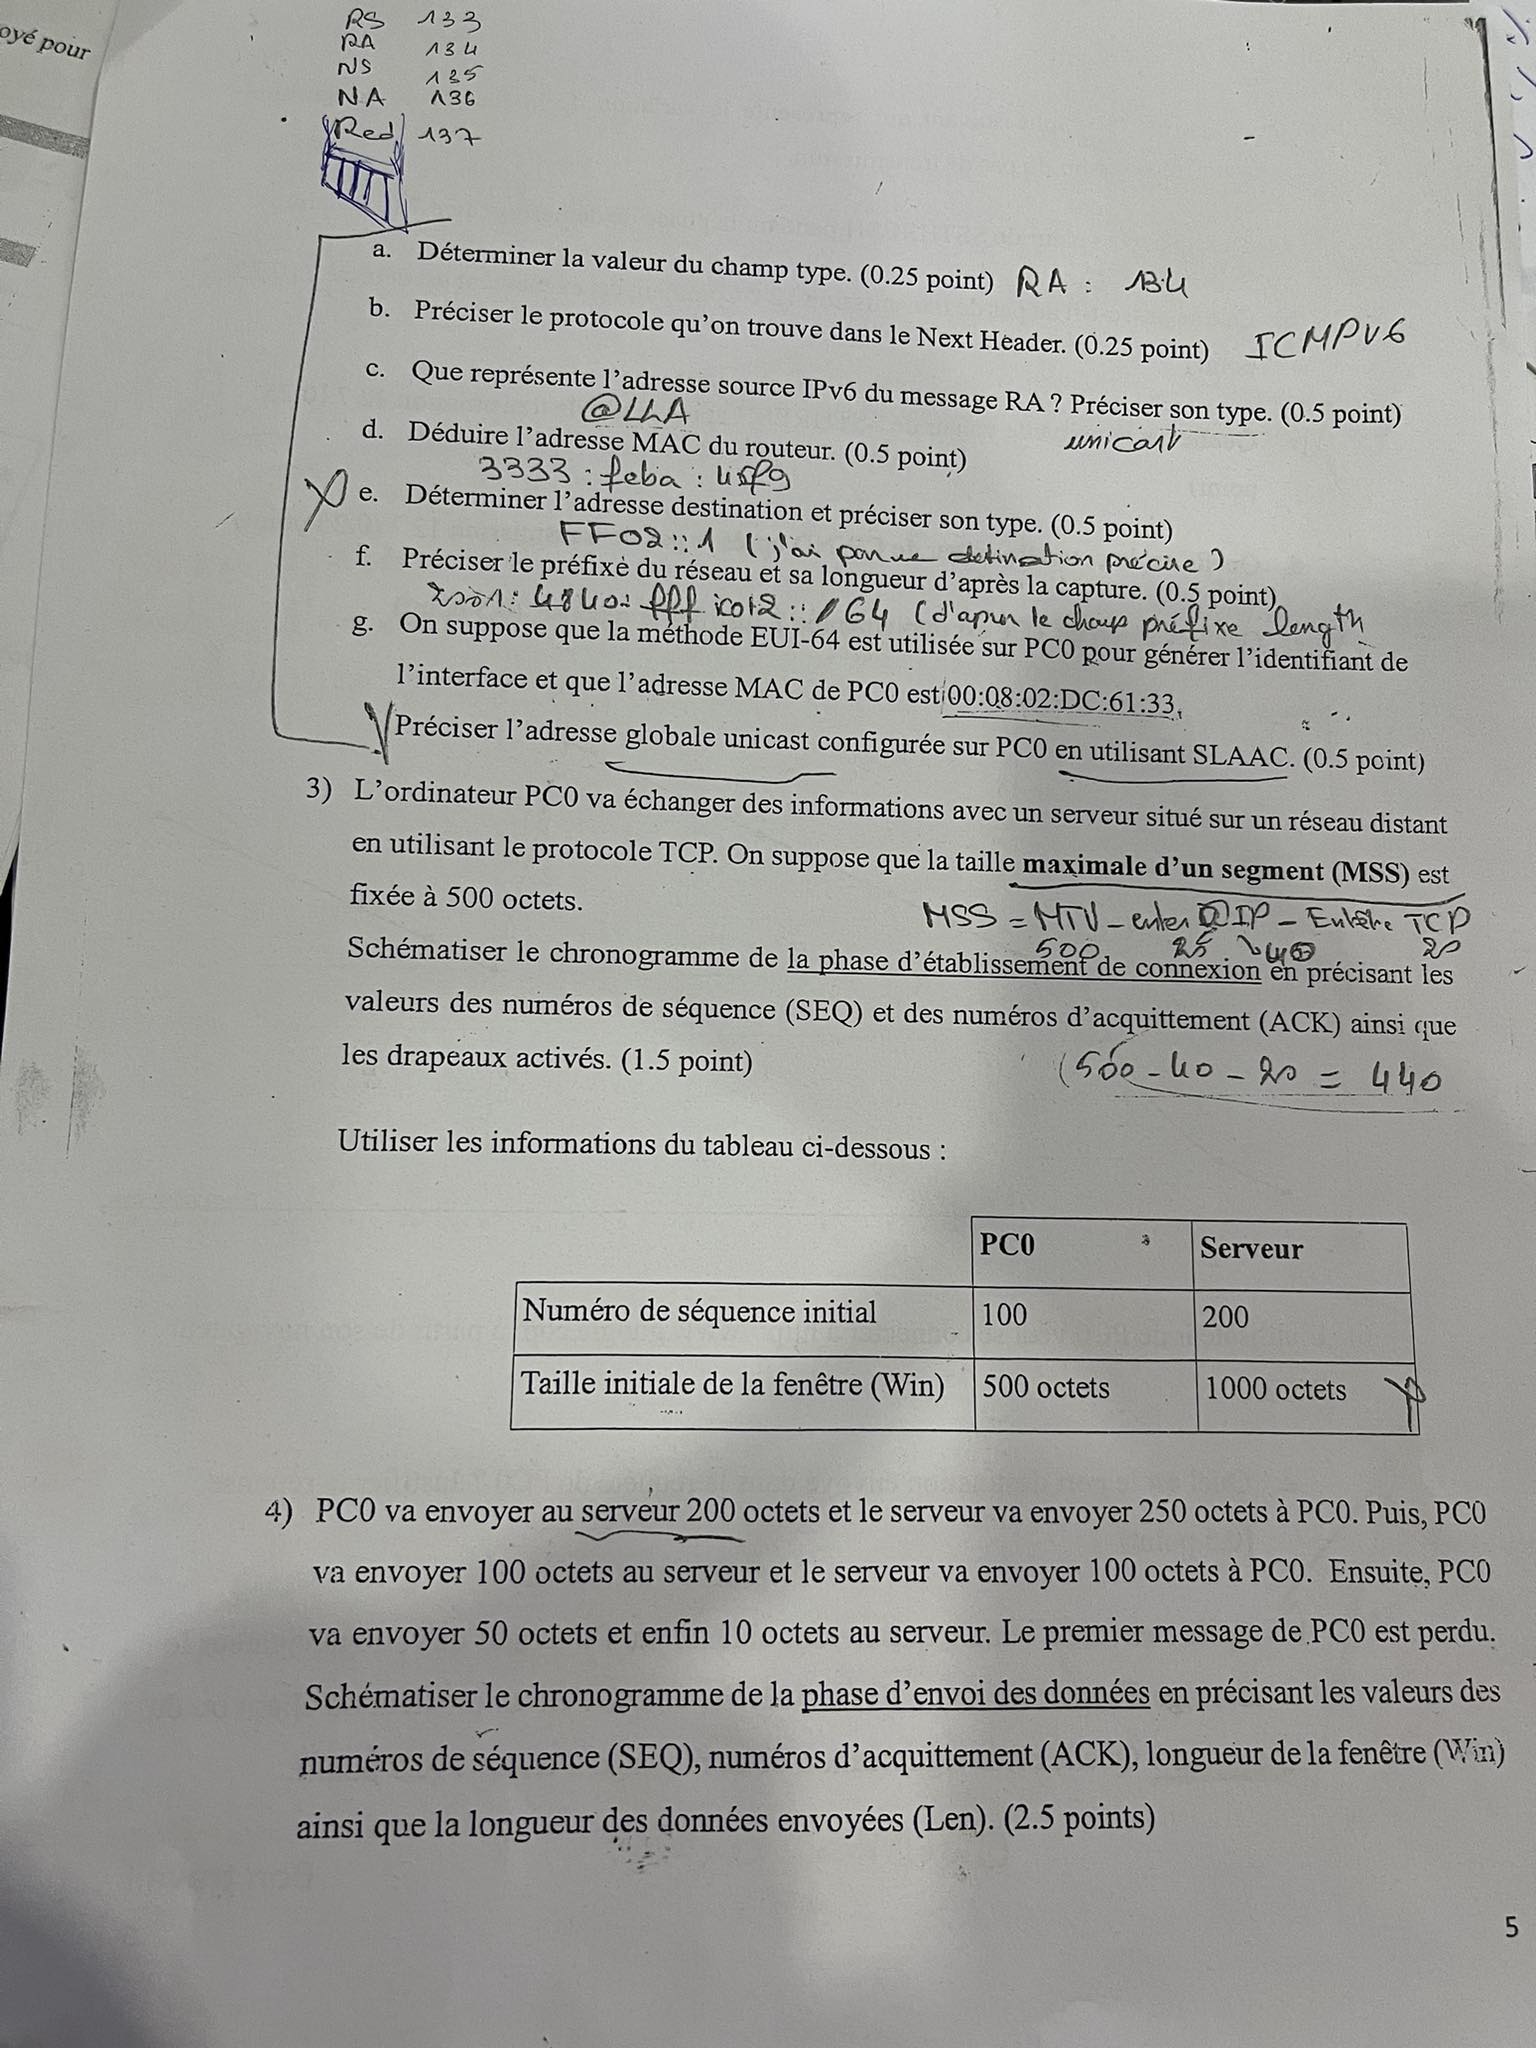 oyé pour
RS 133
RA 134
NS 135
NA 136
Red 137
a. Déterminer la valeur du champ type. (0.25 point) RA : 134
b. Préciser le protocole qu'on trouve dans le Next Header. (0.25 point) ICMPV6
c. Que représente l'adresse source IPv6 du message RA ? Préciser son type. (0.5 point)
@LLA unicast
d. Déduire l'adresse MAC du routeur. (0.5 point)
3333 : feba :
e. Déterminer l'adresse destination et préciser son type. (0.5 point)
FF02::1 (j'ai pas une destination précise)
f. Préciser le préfixe du réseau et sa longueur d'après la capture. (0.5 point)
/64 (d'apres le champ préfixe length
g. On suppose que la méthode EUI-64 est utilisée sur PC0 pour générer l'identifiant de
l'interface et que l'adresse MAC de PC0 est 00:08:02:DC:61:33,
Préciser l'adresse globale unicast configurée sur PC0 en utilisant SLAAC. (0.5 point)
3) L'ordinateur PC0 va échanger des informations avec un serveur situé sur un réseau distant
en utilisant le protocole TCP. On suppose que la taille maximale d'un segment (MSS) est
fixée à 500 octets.
MSS = MTU - entete @IP - Entête TCP
500 25 40 20
Schématiser le chronogramme de la phase d'établissement de connexion en précisant les
valeurs des numéros de séquence (SEQ) et des numéros d'acquittement (ACK) ainsi que
les drapeaux activés. (1.5 point)
(500 - 40 - 20 = 440
Utiliser les informations du tableau ci-dessous :
PC0 Serveur
Numéro de séquence initial 100 200
Taille initiale de la fenêtre (Win) 500 octets 1000 octets
4) PC0 va envoyer au serveur 200 octets et le serveur va envoyer 250 octets à PC0. Puis, PC0
va envoyer 100 octets au serveur et le serveur va envoyer 100 octets à PC0. Ensuite, PC0
va envoyer 50 octets et enfin 10 octets au serveur. Le premier message de PC0 est perdu.
Schématiser le chronogramme de la phase d'envoi des données en précisant les valeurs des
numéros de séquence (SEQ), numéros d'acquittement (ACK), longueur de la fenêtre (Win)
ainsi que la longueur des données envoyées (Len). (2.5 points)
5